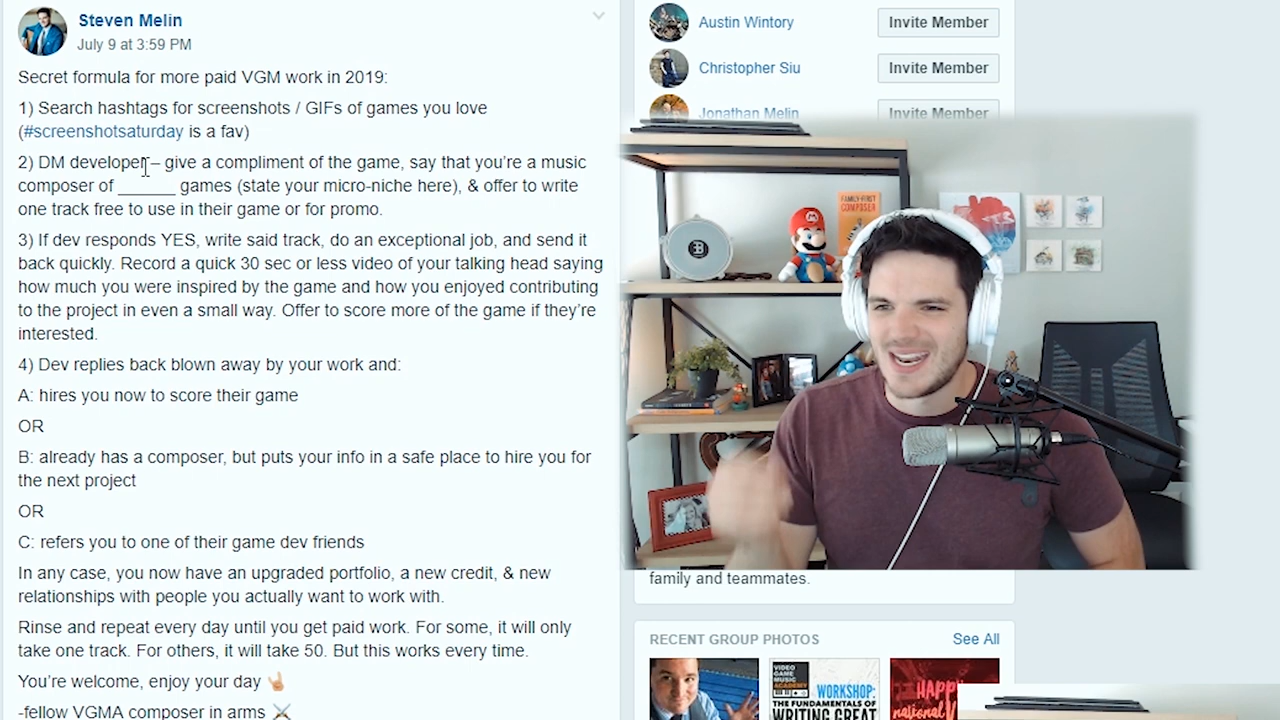 Steven Melin
July 9 at 3:59 PM
Secret formula for more paid VGM work in 2019:
1) Search hashtags for screenshots / GIFs of games you love
(#screenshotsaturday is a fav)
2) DM developer – give a compliment of the game, say that you're a music
composer of ______ games (state your micro-niche here), & offer to write
one track free to use in their game or for promo.
3) If dev responds YES, write said track, do an exceptional job, and send it
back quickly. Record a quick 30 sec or less video of your talking head saying
how much you were inspired by the game and how you enjoyed contributing
to the project in even a small way. Offer to score more of the game if they're
interested.
4) Dev replies back blown away by your work and:
A: hires you now to score their game
OR
B: already has a composer, but puts your info in a safe place to hire you for
the next project
OR
C: refers you to one of their game dev friends
In any case, you now have an upgraded portfolio, a new credit, & new
relationships with people you actually want to work with.
Rinse and repeat every day until you get paid work. For some, it will only
take one track. For others, it will take 50. But this works every time.
You're welcome, enjoy your day 🤘🏼
-fellow VGMA composer in arms ⚔️
Austin Wintory
Invite Member
Christopher Siu
Invite Member
Jonathan Melin
Invite Member
FAMILY-FIRST
COMPOSER
B
M
family and teammates.
RECENT GROUP PHOTOS
See All
VIDEO
GAME
MUSIC
ACADEMY
WORKSHOP:
THE FUNDAMENTALS OF
WRITING GREAT
HAPPY
national V